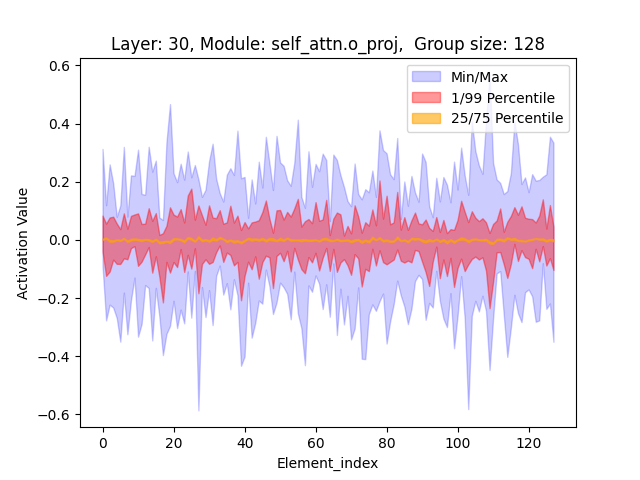 Layer: 30, Module: self_attn.o_proj,  Group size: 128
Min/Max
1/99 Percentile
25/75 Percentile
Activation Value
0.6
0.4
0.2
0.0
−0.2
−0.4
−0.6
0 20 40 60 80 100 120
Element_index